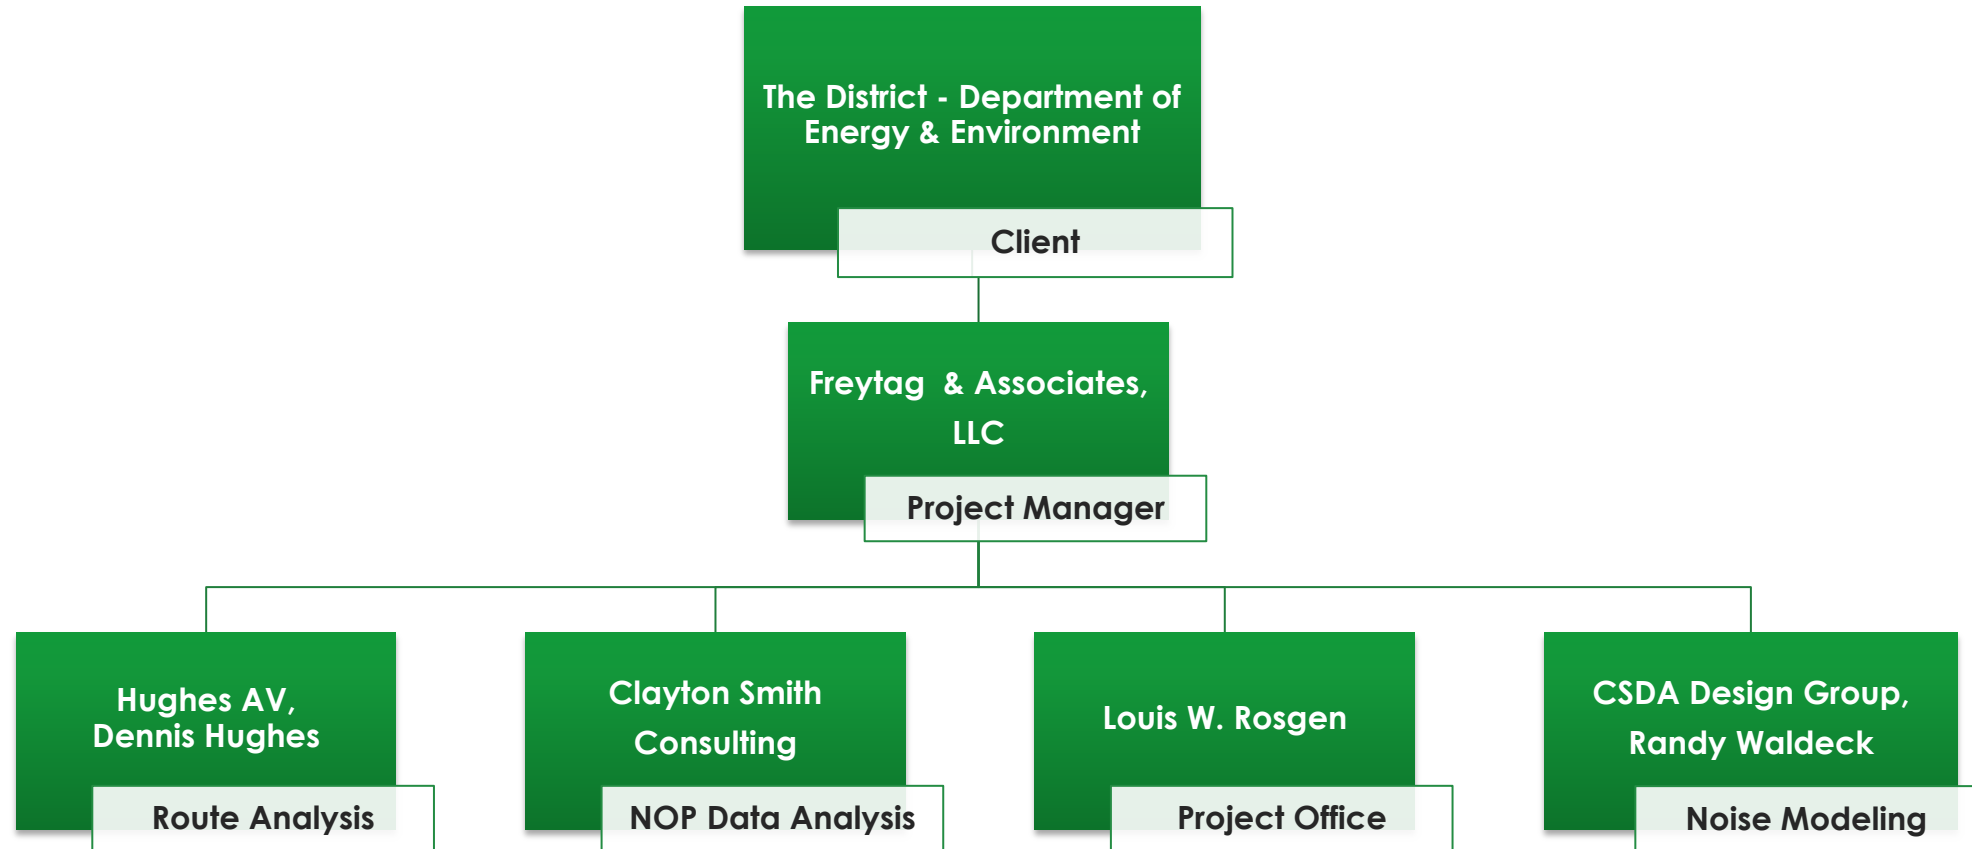 The District - Department of
Energy & Environment
Client
Freytag & Associates,
LLC
Project Manager
Hughes AV,
Dennis Hughes
Route Analysis
Clayton Smith
Consulting
NOP Data Analysis
Louis W. Rosgen
Project Office
CSDA Design Group,
Randy Waldeck
Noise Modeling